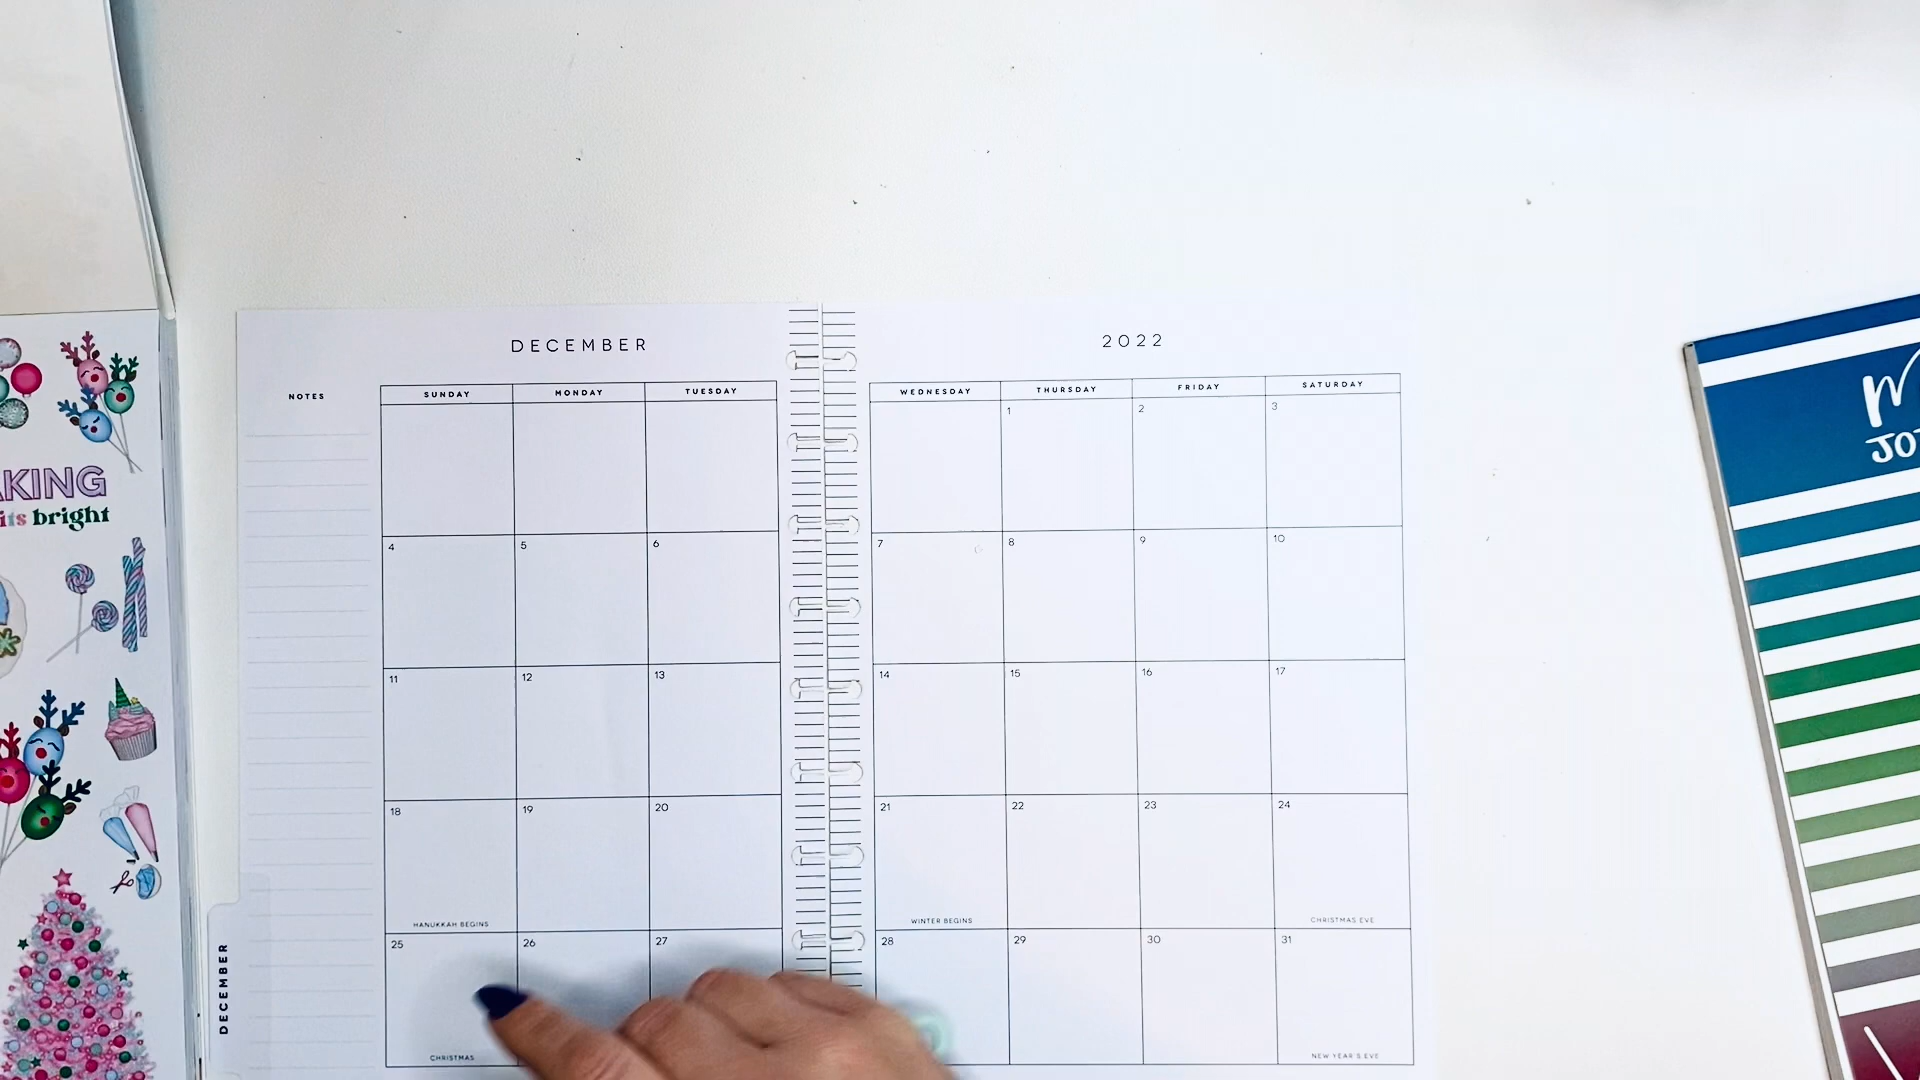 AKING
its bright
DECEMBER
2022
NOTES
SUNDAY MONDAY TUESDAY WEDNESDAY THURSDAY FRIDAY SATURDAY
1 2 3
4 5 6 7 8 9 10
11 12 13 14 15 16 17
18 19 20 21 22 23 24
HANUKKAH BEGINS WINTER BEGINS CHRISTMAS EVE
25 26 27 28 29 30 31
CHRISTMAS NEW YEAR'S EVE
DECEMBER